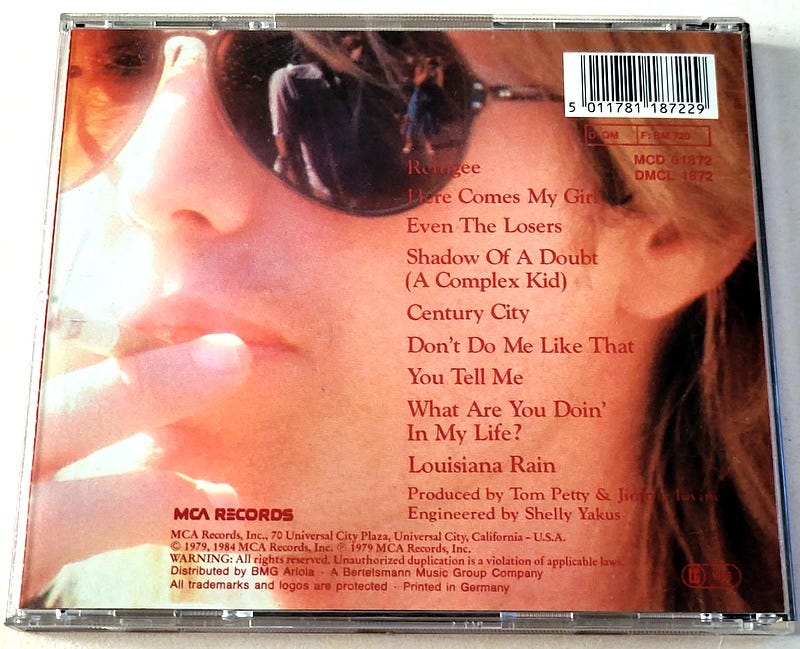 5 011781 187229
D: QM F: BM 720
MCD 01872
DMCL 1872
Refugee
Here Comes My Girl
Even The Losers
Shadow Of A Doubt
(A Complex Kid)
Century City
Don't Do Me Like That
You Tell Me
What Are You Doin'
In My Life?
Louisiana Rain
Produced by Tom Petty & Jimmy Iovine
Engineered by Shelly Yakus
MCA RECORDS
MCA Records, Inc., 70 Universal City Plaza, Universal City, California - U.S.A.
© 1979, 1984 MCA Records, Inc. ℗ 1979 MCA Records, Inc.
WARNING: All rights reserved. Unauthorized duplication is a violation of applicable laws.
Distributed by BMG Ariola · A Bertelsmann Music Group Company
All trademarks and logos are protected · Printed in Germany